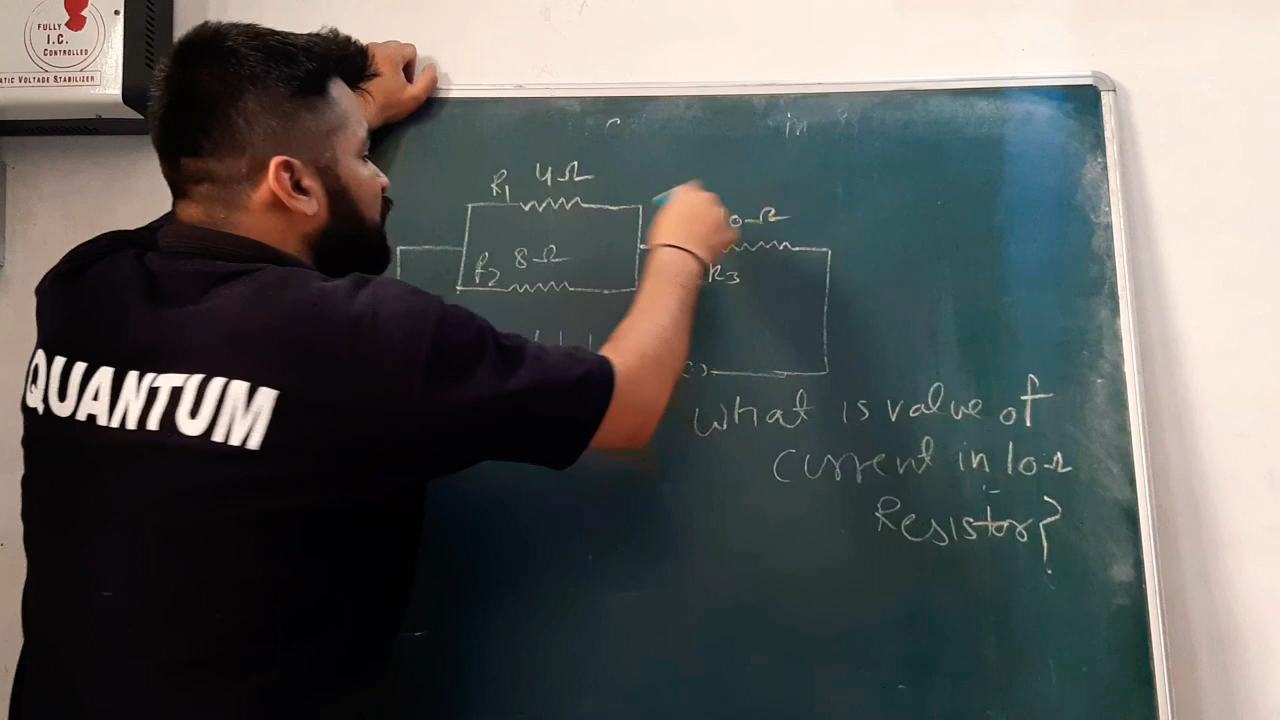 FULLY
I.C.
CONTROLLED
ATIC VOLTAGE STABILIZER
R1 4Ω
R2 8Ω
10Ω
R3
What is value of
current in 10Ω
Resistor?
QUANTUM